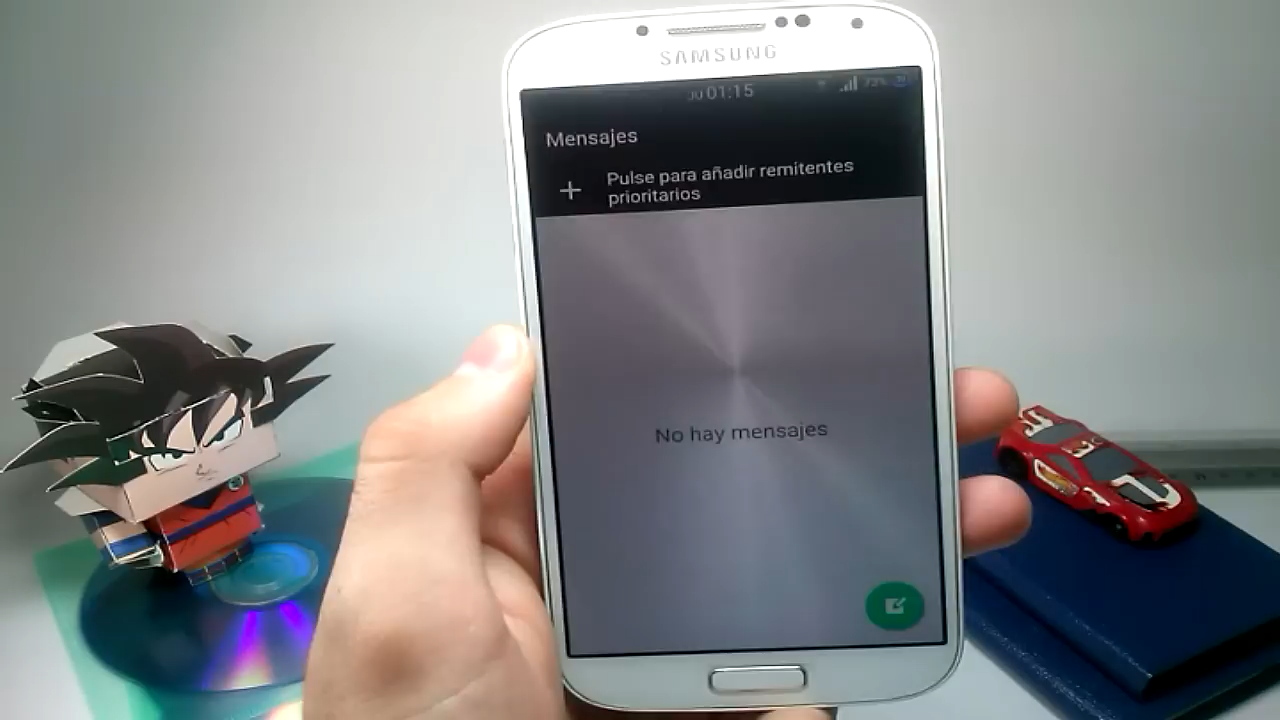 SAMSUNG
01:15
Mensajes
Pulse para añadir remitentes
prioritarios
No hay mensajes